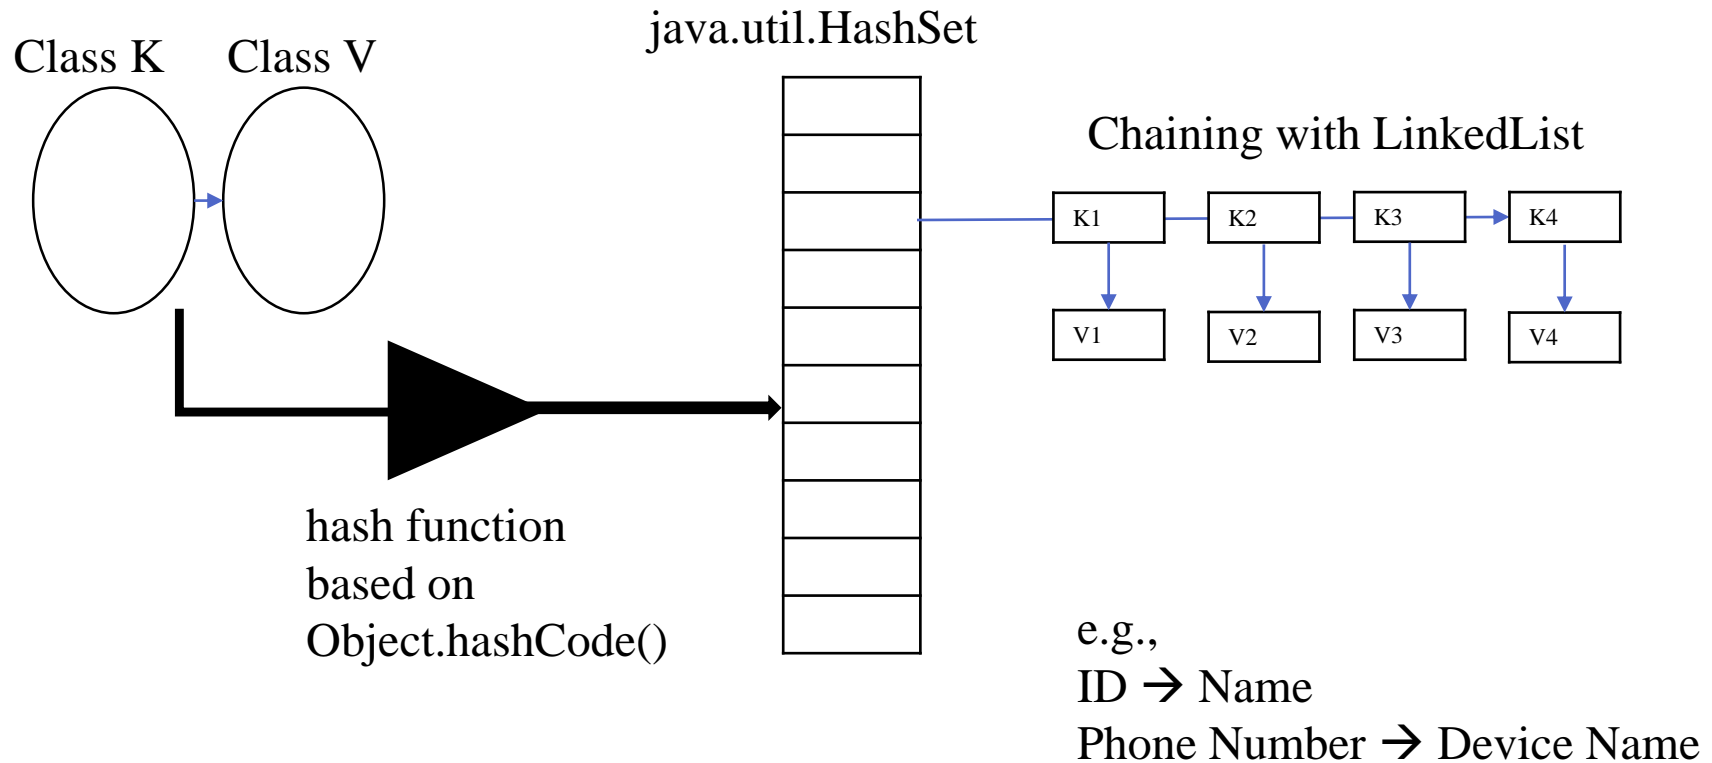 java.util.HashSet
Class K
Class V
Chaining with LinkedList
K1
K2
K3
K4
V1
V2
V3
V4
hash function
based on
Object.hashCode()
e.g.,
ID → Name
Phone Number → Device Name